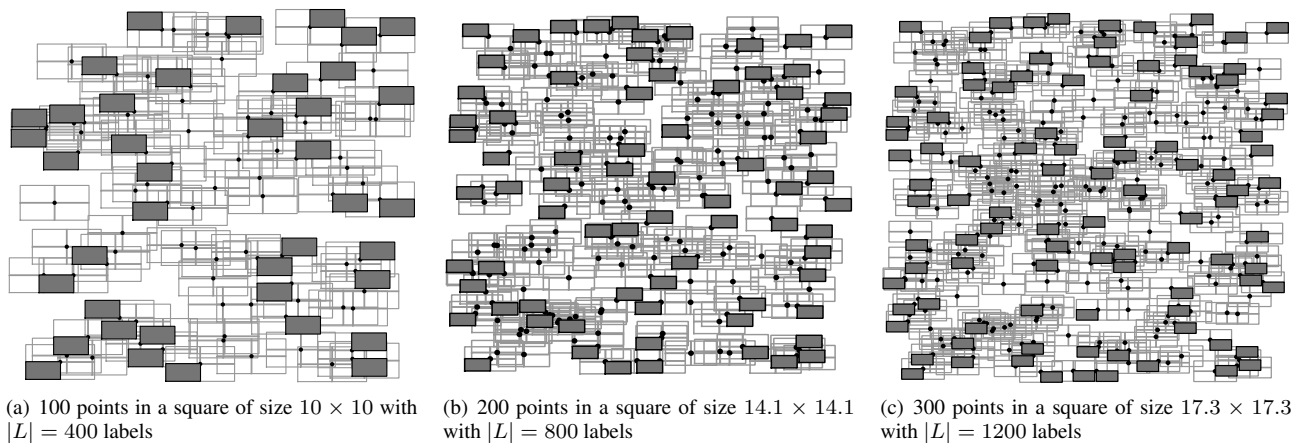 (a) 100 points in a square of size 10 × 10 with
|L| = 400 labels
(b) 200 points in a square of size 14.1 × 14.1
with |L| = 800 labels
(c) 300 points in a square of size 17.3 × 17.3
with |L| = 1200 labels